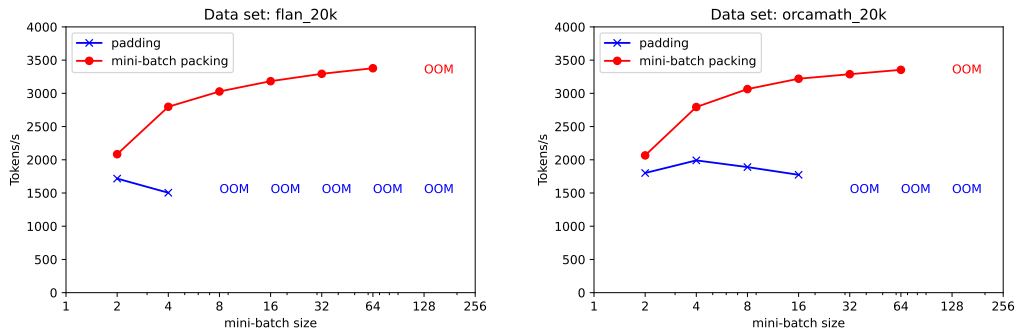 Data set: flan_20k
4000
3500
3000
2500
2000
1500
1000
500
0
Tokens/s
padding
mini-batch packing
OOM
OOM OOM OOM OOM OOM
1 2 4 8 16 32 64 128 256
mini-batch size
Data set: orcamath_20k
4000
3500
3000
2500
2000
1500
1000
500
0
Tokens/s
padding
mini-batch packing
OOM
OOM OOM OOM
1 2 4 8 16 32 64 128 256
mini-batch size